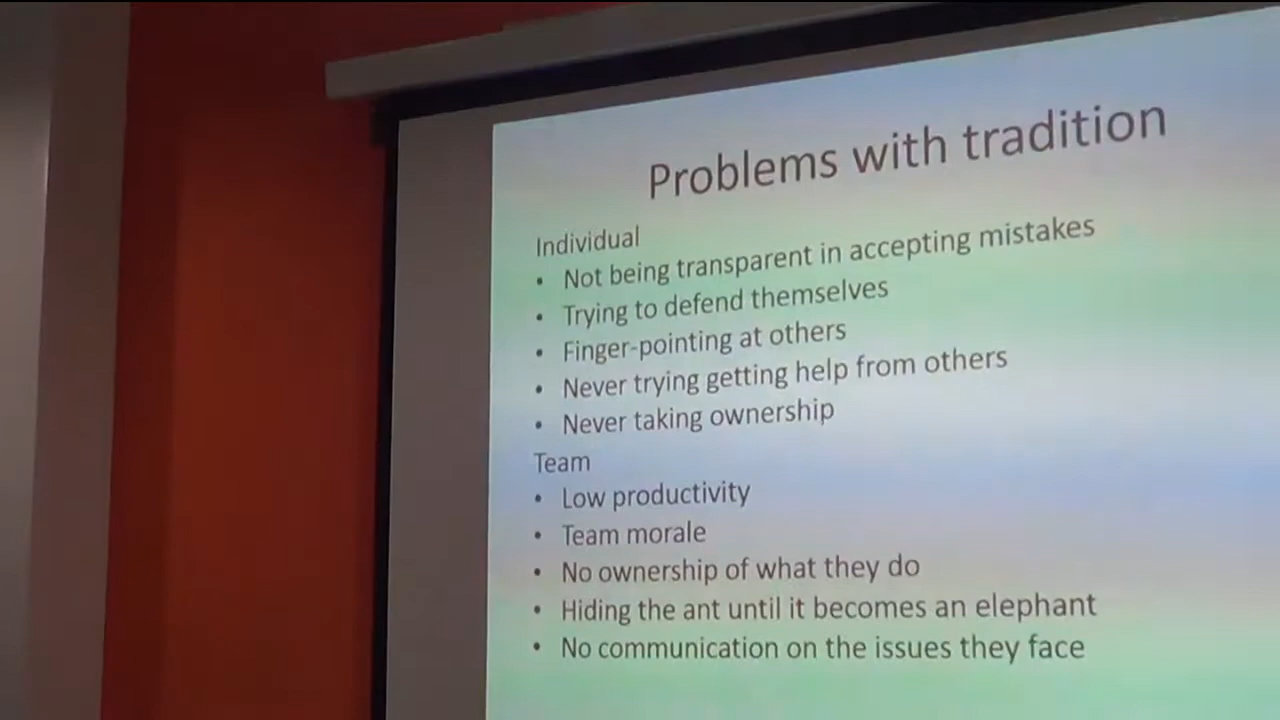 Problems with tradition
Individual
• Not being transparent in accepting mistakes
• Trying to defend themselves
• Finger-pointing at others
• Never trying getting help from others
• Never taking ownership
Team
• Low productivity
• Team morale
• No ownership of what they do
• Hiding the ant until it becomes an elephant
• No communication on the issues they face